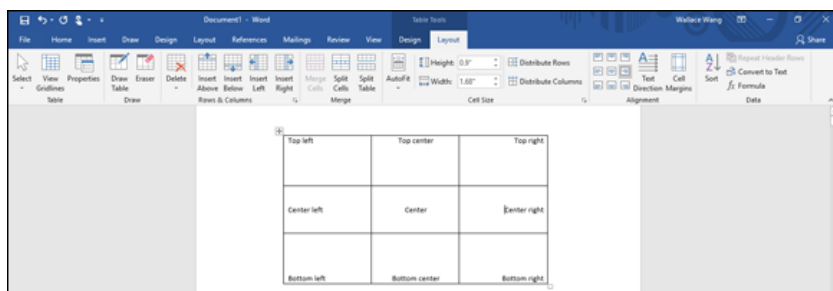 Document1 - Word
Table Tools
Wallace Wang
File Home Insert Draw Design Layout References Mailings Review View Design Layout Share
Select View Gridlines Properties
Draw Table Eraser
Delete
Insert Above Insert Below Insert Left Insert Right
Merge Cells Split Cells Split Table
AutoFit
Height: 0.9"
Width: 1.68"
Distribute Rows
Distribute Columns
Text Direction Cell Margins
Sort
Repeat Header Rows
Convert to Text
fx Formula
Table Draw Rows & Columns Merge Cell Size Alignment Data
Top left Top center Top right
Center left Center Center right
Bottom left Bottom center Bottom right